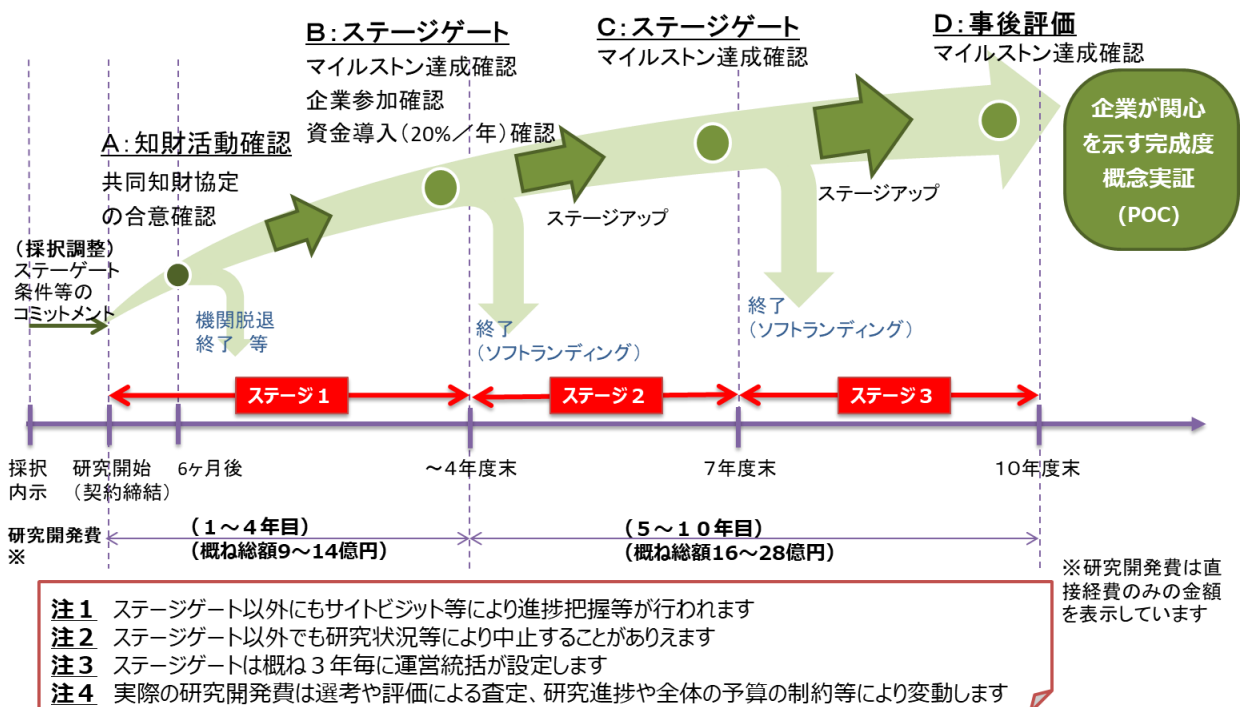 B:ステージゲート
マイルストン達成確認
企業参加確認
資金導入(20%/年)確認
C:ステージゲート
マイルストン達成確認
D:事後評価
マイルストン達成確認
A:知財活動確認
共同知財協定
の合意確認
企業が関心
を示す完成度
概念実証
(POC)
(採択調整)
ステーゲート
条件等の
コミットメント
ステージアップ
ステージアップ
機関脱退
終了 等
終了
(ソフトランディング)
終了
(ソフトランディング)
ステージ1
ステージ2
ステージ3
採択
内示
研究開始
(契約締結)
6ヶ月後
~4年度末
7年度末
10年度末
研究開発費
※
(1~4年目)
(概ね総額9~14億円)
(5~10年目)
(概ね総額16~28億円)
※研究開発費は直
接経費のみの金額
を表示しています
注1 ステージゲート以外にもサイトビジット等により進捗把握等が行われます
注2 ステージゲート以外でも研究状況等により中止することがありえます
注3 ステージゲートは概ね3年毎に運営統括が設定します
注4 実際の研究開発費は選考や評価による査定、研究進捗や全体の予算の制約等により変動します